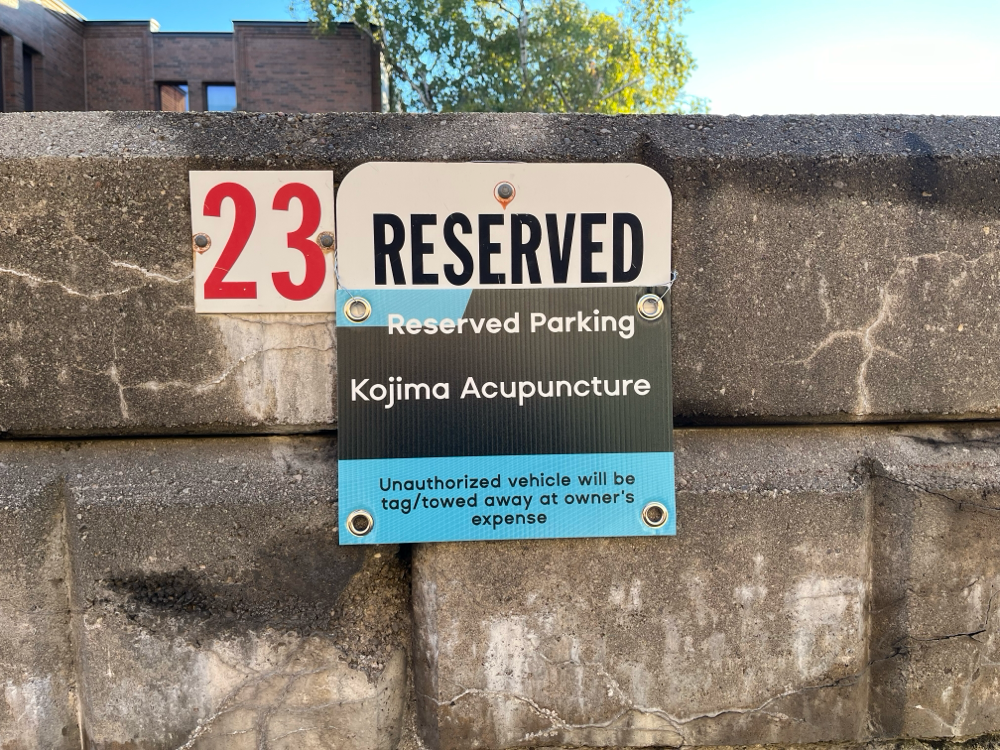 23
RESERVED
Reserved Parking
Kojima Acupuncture
Unauthorized vehicle will be
tag/towed away at owner's
expense